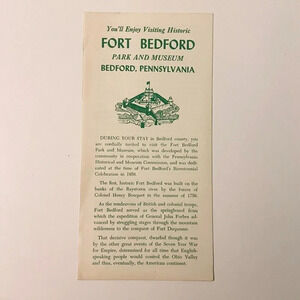 You'll Enjoy Visiting Historic
FORT BEDFORD
PARK AND MUSEUM
BEDFORD, PENNSYLVANIA
DURING YOUR STAY in Bedford county, you
are cordially invited to visit the Fort Bedford
Park and Museum, which was developed by the
community in cooperation with the Pennsylvania
Historical and Museum Commission, and was dedi-
cated at the time of Fort Bedford's Bicentennial
Celebration in 1958.
The first, historic Fort Bedford was built on the
banks of the Raystown river by the forces of
Colonel Henry Bouquet in the summer of 1758.
As the rendezvous of British and colonial troops,
Fort Bedford served as the springboard from
which the expedition of General John Forbes ad-
vanced by struggling stages through the mountain
wilderness to the conquest of Fort Duquesne.
That decisive conquest, dwarfed though it was
by the other great events of the Seven Year War
for Empire, determined for all time that English-
speaking people would control the Ohio Valley
and thus, eventually, the American continent.